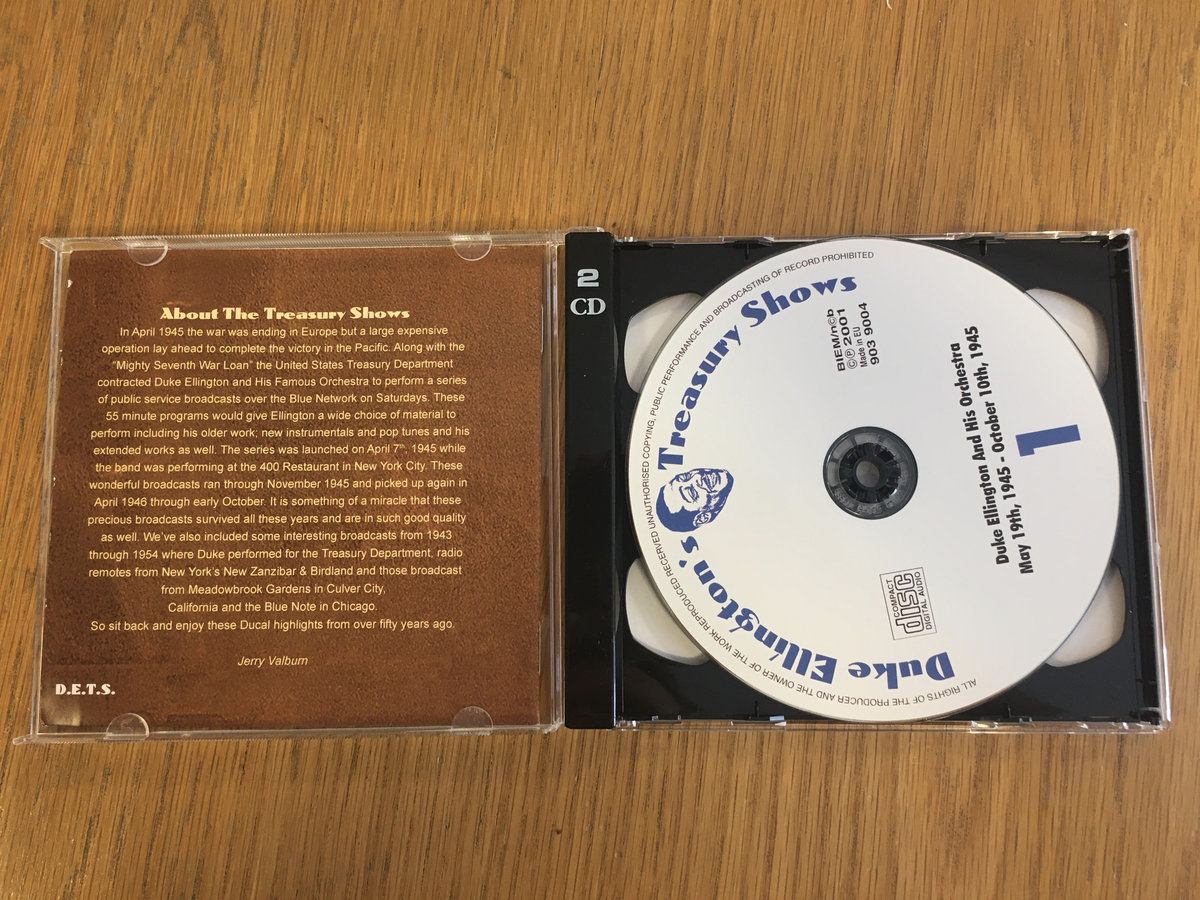 About The Treasury Shows
In April 1945 the war was ending in Europe but a large expensive
operation lay ahead to complete the victory in the Pacific. Along with the
"Mighty Seventh War Loan" the United States Treasury Department
contracted Duke Ellington and His Famous Orchestra to perform a series
of public service broadcasts over the Blue Network on Saturdays. These
55 minute programs would give Ellington a wide choice of material to
perform including his older work; new instrumentals and pop tunes and his
extended works as well. The series was launched on April 7th, 1945 while
the band was performing at the 400 Restaurant in New York City. These
wonderful broadcasts ran through November 1945 and picked up again in
April 1946 through early October. It is something of a miracle that these
precious broadcasts survived all these years and are in such good quality
as well. We've also included some interesting broadcasts from 1943
through 1954 where Duke performed for the Treasury Department, radio
remotes from New York's New Zanzibar & Birdland and those broadcast
from Meadowbrook Gardens in Culver City,
California and the Blue Note in Chicago.
So sit back and enjoy these Ducal highlights from over fifty years ago.
Jerry Valburn
D.E.T.S.
2
CD
ALL RIGHTS OF THE PRODUCER AND THE OWNER OF THE WORK REPRODUCED RESERVED UNAUTHORISED COPYING, PUBLIC PERFORMANCE AND BROADCASTING OF RECORD PROHIBITED
Duke Ellington's Treasury Shows
BIEM/n©b
©℗ 2001
Made in EU
903 9004
COMPACT
disc
DIGITAL AUDIO
Duke Ellington And His Orchestra
May 19th, 1945 - October 10th, 1945
1